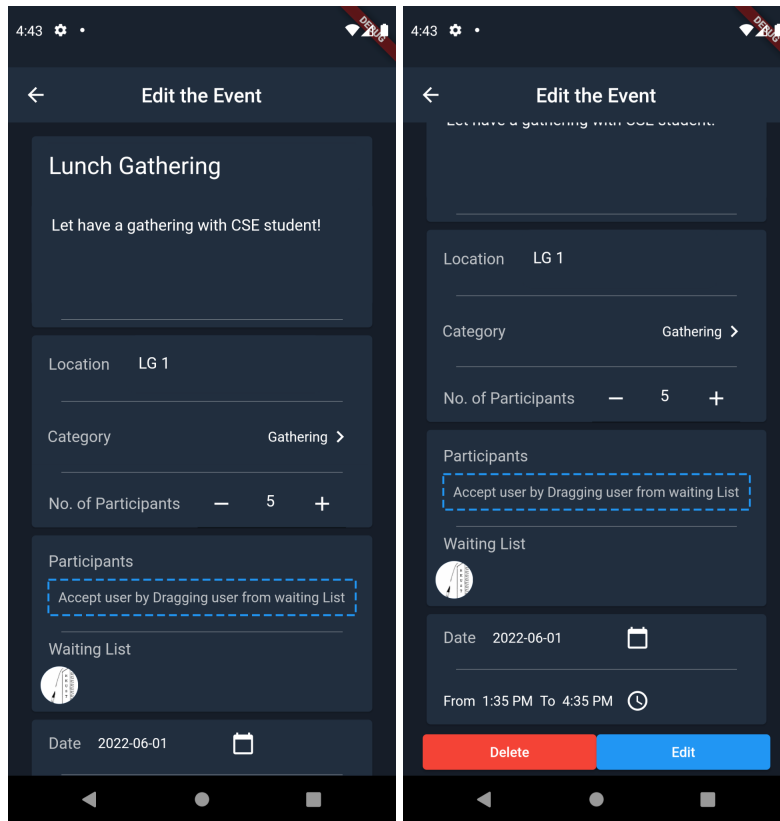 4:43
DEBUG
Edit the Event
Lunch Gathering
Let have a gathering with CSE student!
Location LG 1
Category Gathering
No. of Participants 5
Participants
Accept user by Dragging user from waiting List
Waiting List
Date 2022-06-01
4:43
DEBUG
Edit the Event
Let have a gathering with CSE student!
Location LG 1
Category Gathering
No. of Participants 5
Participants
Accept user by Dragging user from waiting List
Waiting List
Date 2022-06-01
From 1:35 PM To 4:35 PM
Delete Edit